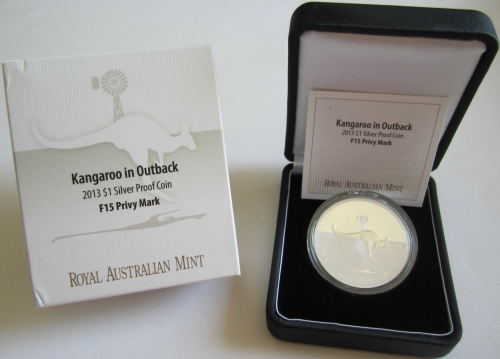 Kangaroo in Outback
2013 $1 Silver Proof Coin
F15 Privy Mark
ROYAL AUSTRALIAN MINT
Kangaroo in Outback
2013 $1 Silver Proof Coin
F15 Privy Mark
ROYAL AUSTRALIAN MINT